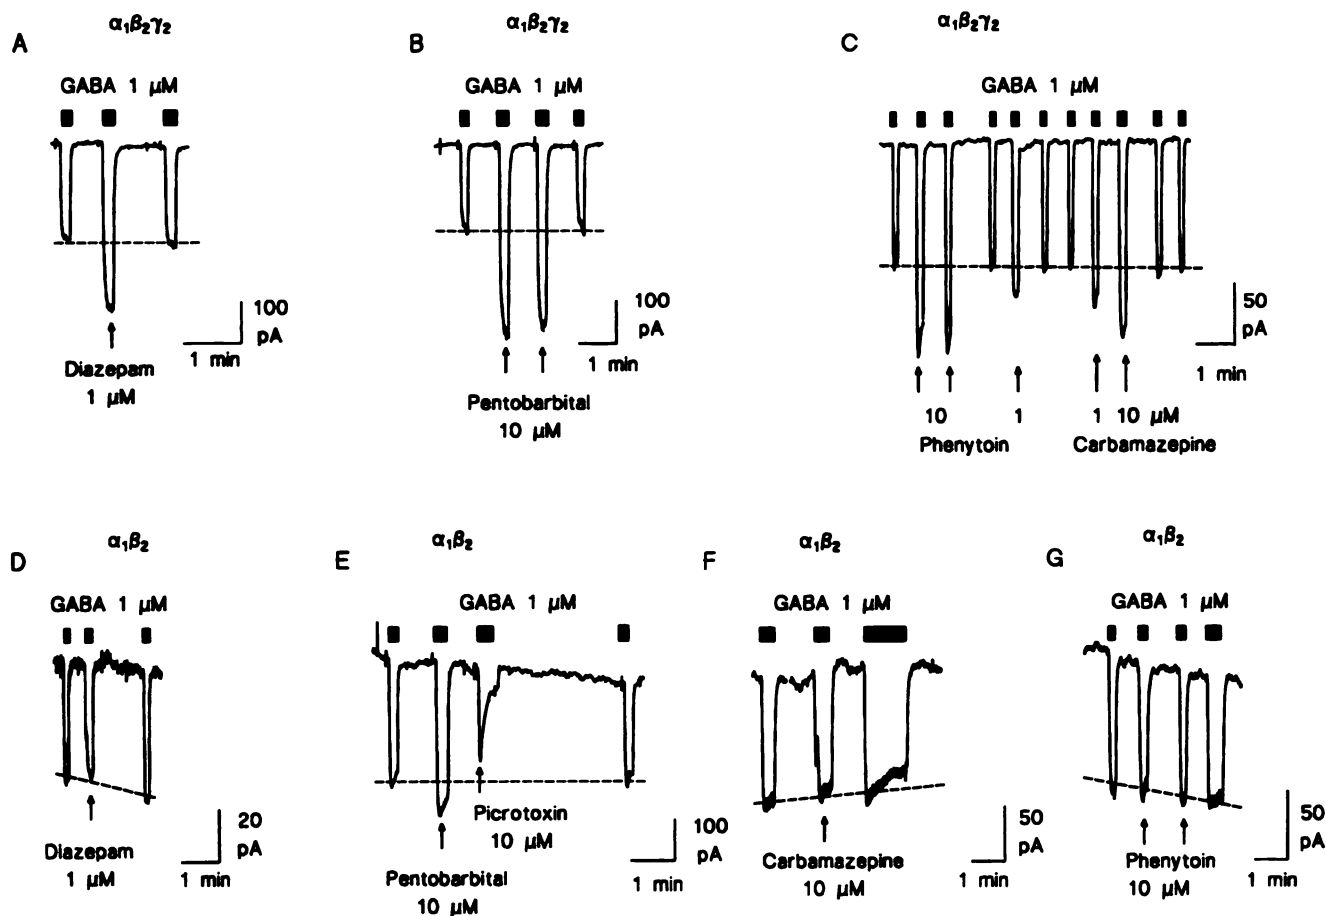 A
α₁β₂γ₂
GABA 1 μM
100
pA
1 min
Diazepam
1 μM
B
α₁β₂γ₂
GABA 1 μM
100
pA
1 min
Pentobarbital
10 μM
C
α₁β₂γ₂
GABA 1 μM
50
pA
1 min
10 1 1 10 μM
Phenytoin Carbamazepine
D
α₁β₂
GABA 1 μM
20
pA
Diazepam
1 μM
1 min
E
α₁β₂
GABA 1 μM
Picrotoxin
10 μM
100
pA
1 min
Pentobarbital
10 μM
F
α₁β₂
GABA 1 μM
50
pA
Carbamazepine
10 μM
1 min
G
α₁β₂
GABA 1 μM
50
pA
Phenytoin
10 μM
1 min